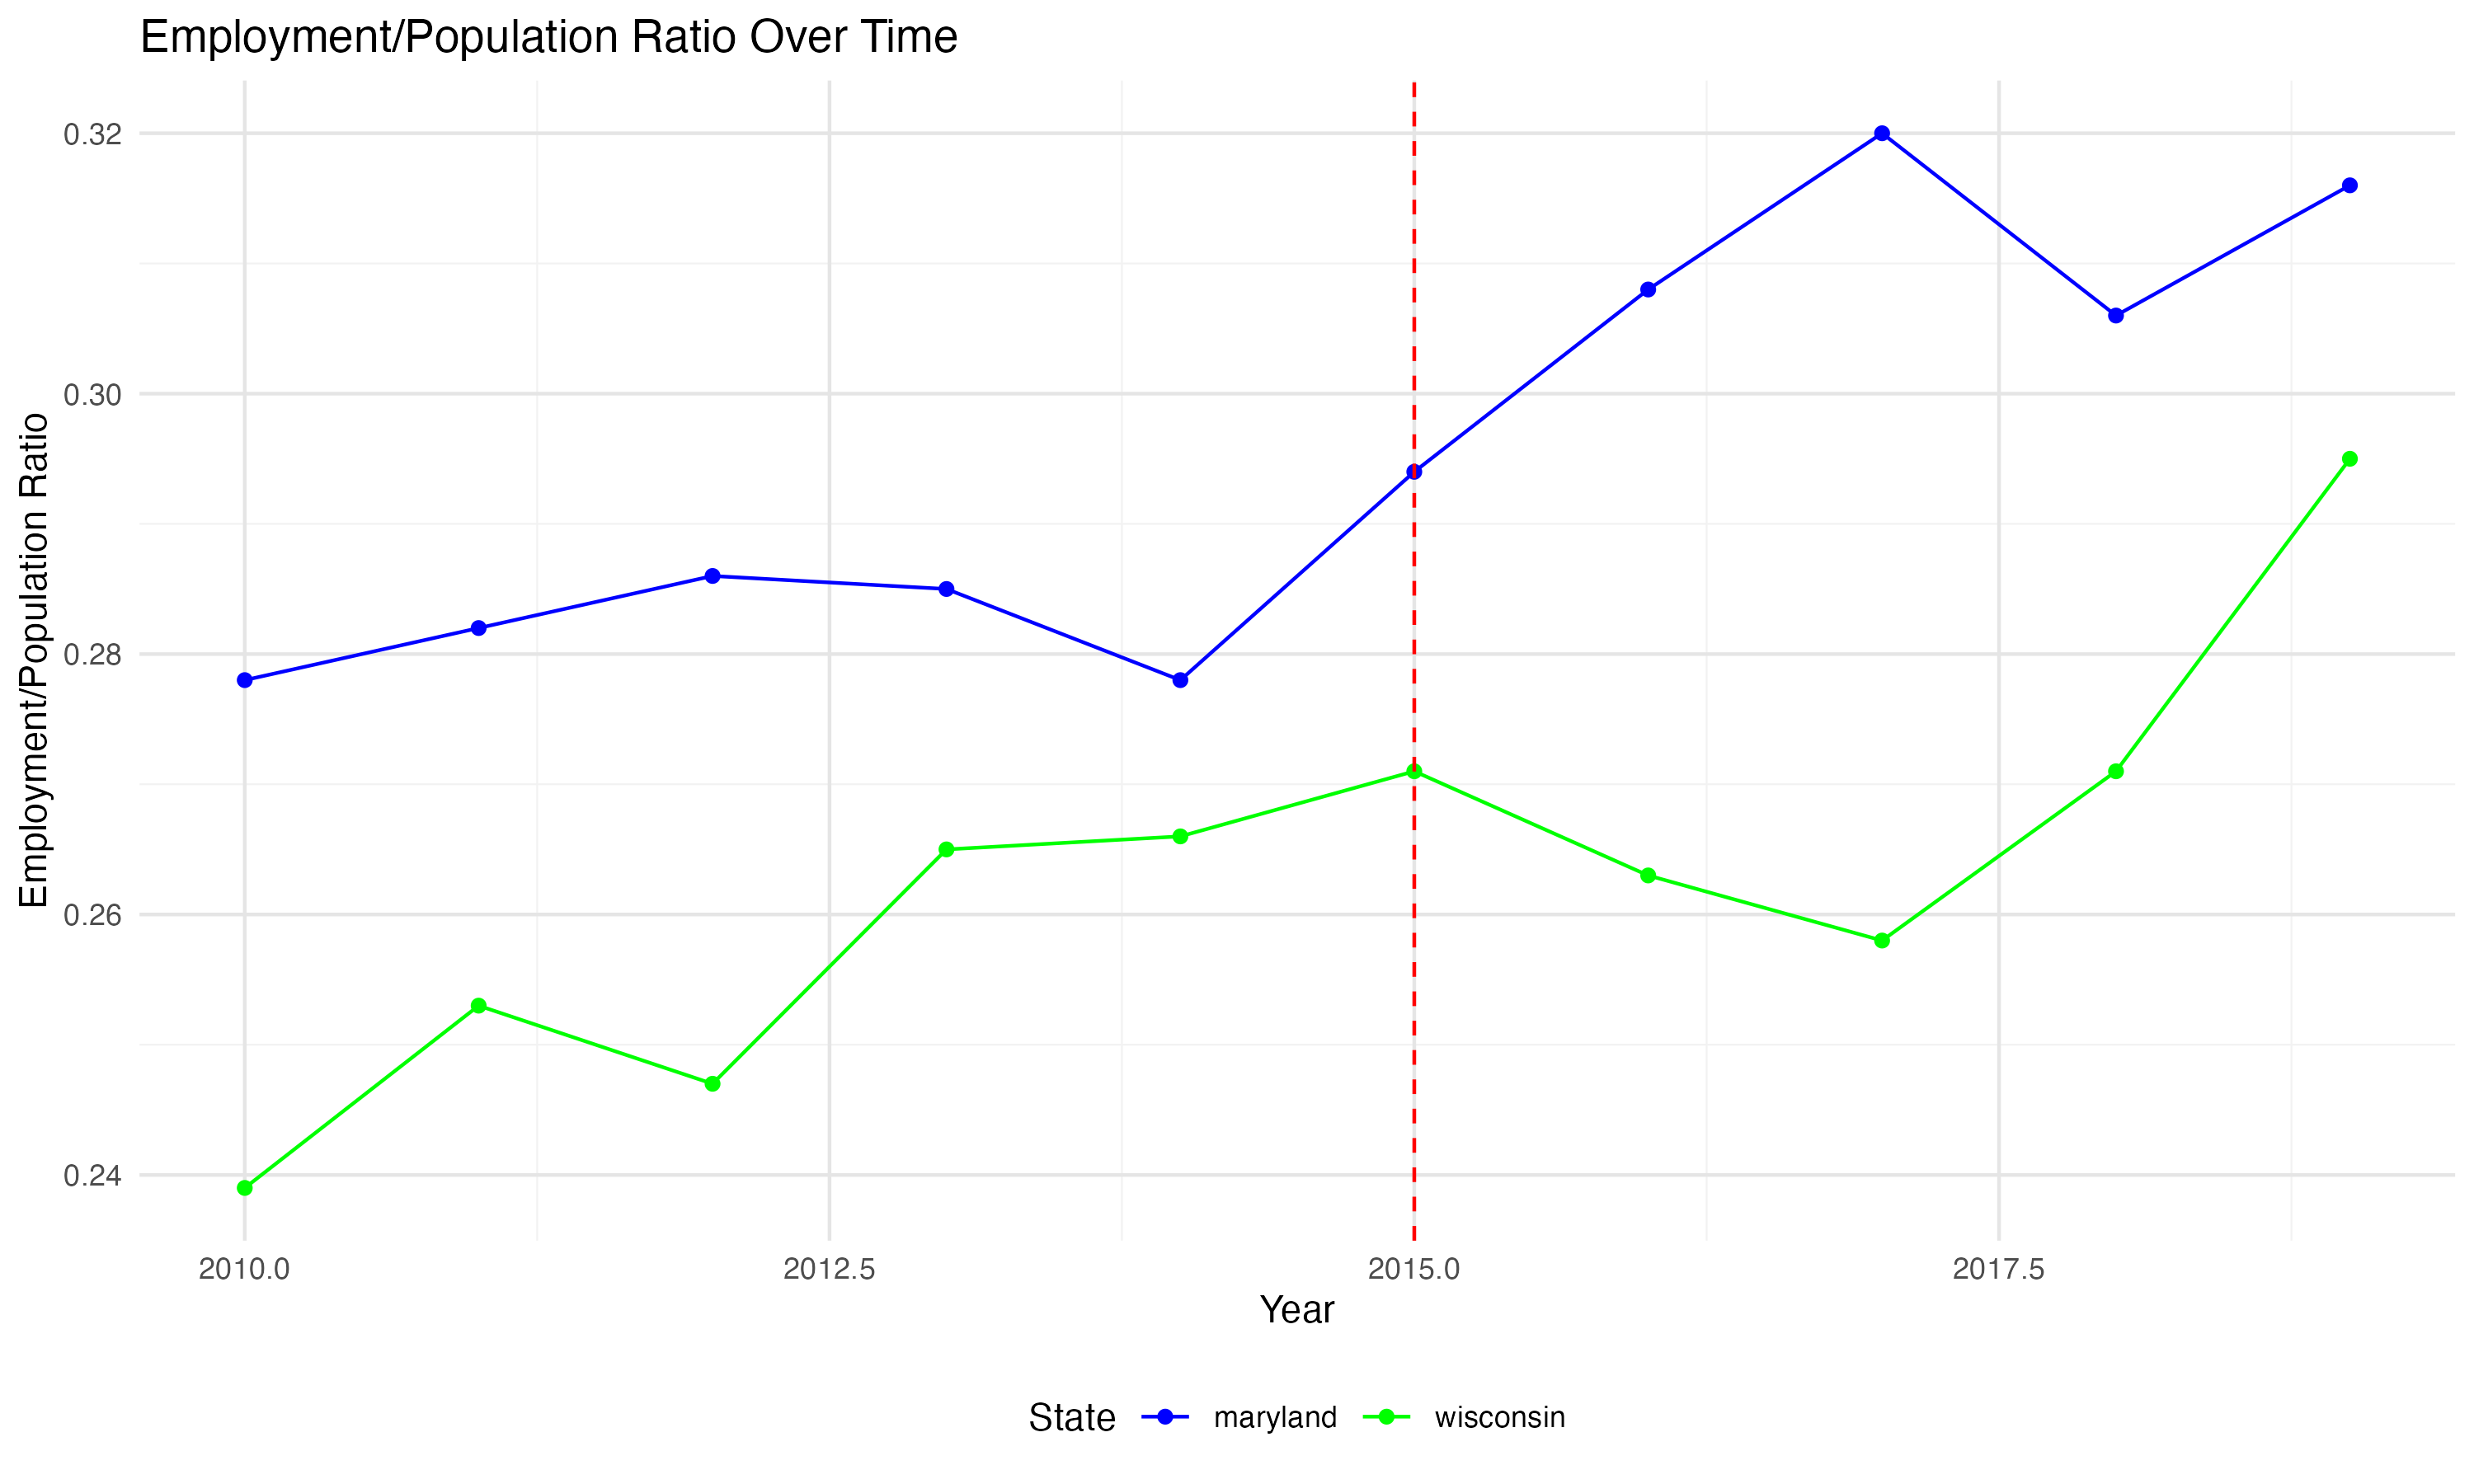 Employment/Population Ratio Over Time
Employment/Population Ratio
0.32
0.30
0.28
0.26
0.24
2010.0 2012.5 2015.0 2017.5
Year
State maryland wisconsin